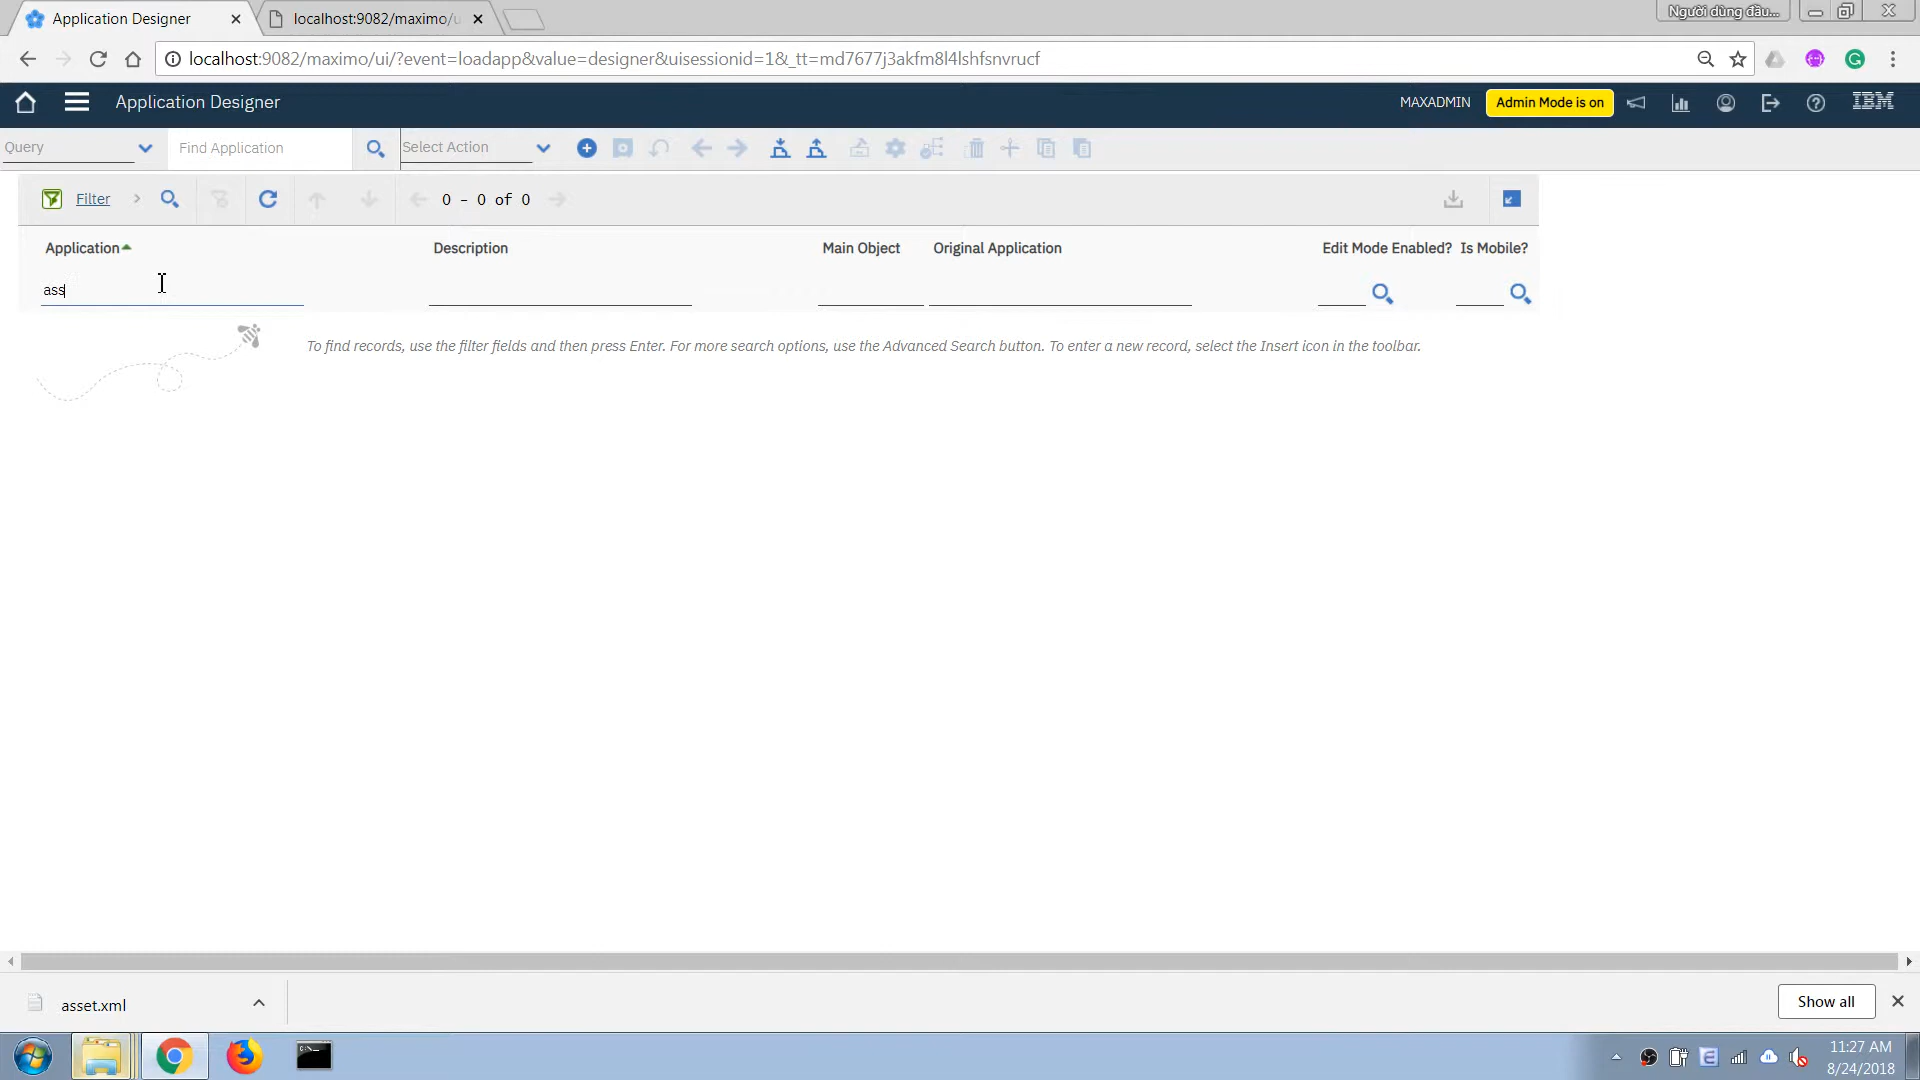 Application Designer
localhost:9082/maximo/u
Người dùng đầu...
localhost:9082/maximo/ui/?event=loadapp&value=designer&uisessionid=1&_tt=md7677j3akfm8l4lshfsnvrucf
Application Designer
MAXADMIN
Admin Mode is on
IBM
Query
Find Application
Select Action
Filter
0 - 0 of 0
Application
Description
Main Object
Original Application
Edit Mode Enabled?
Is Mobile?
ass
To find records, use the filter fields and then press Enter. For more search options, use the Advanced Search button. To enter a new record, select the Insert icon in the toolbar.
asset.xml
Show all
11:27 AM
8/24/2018